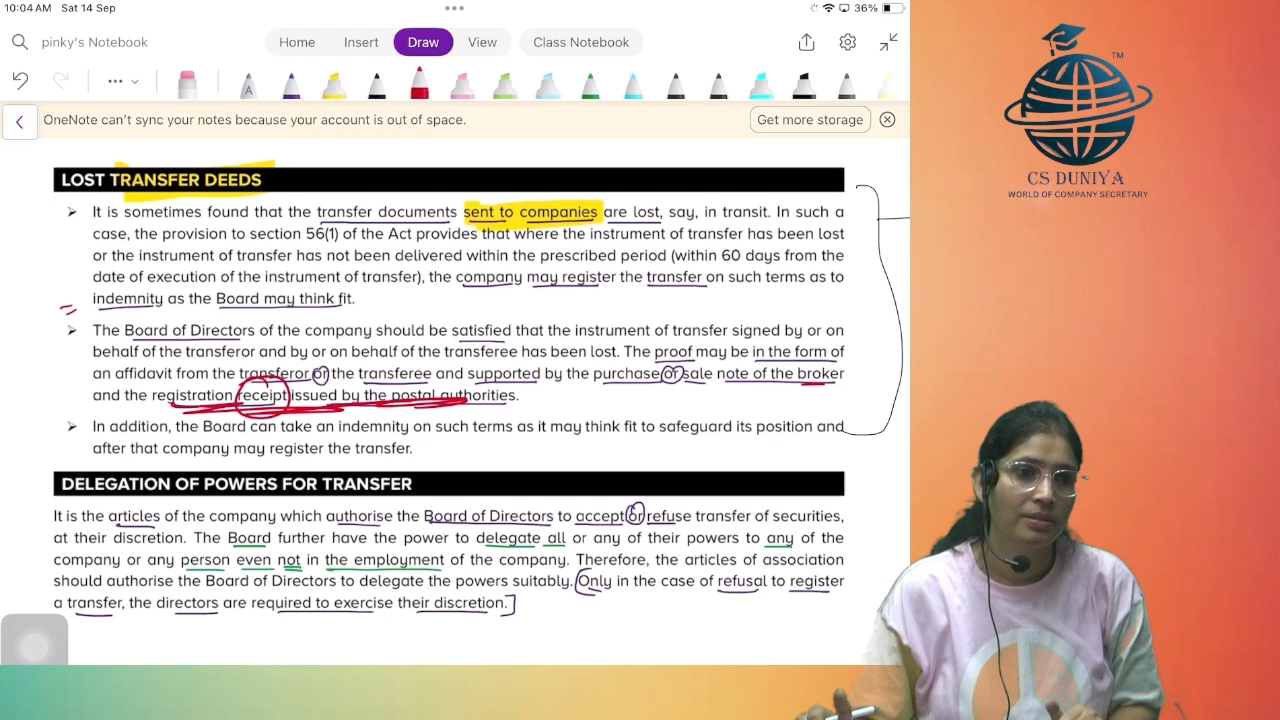 10:04 AM Sat 14 Sep
36%
pinky's Notebook
Home Insert Draw View Class Notebook
A
OneNote can't sync your notes because your account is out of space.
Get more storage
LOST TRANSFER DEEDS
It is sometimes found that the transfer documents sent to companies are lost, say, in transit. In such a
case, the provision to section 56(1) of the Act provides that where the instrument of transfer has been lost
or the instrument of transfer has not been delivered within the prescribed period (within 60 days from the
date of execution of the instrument of transfer), the company may register the transfer on such terms as to
indemnity as the Board may think fit.
The Board of Directors of the company should be satisfied that the instrument of transfer signed by or on
behalf of the transferor and by or on behalf of the transferee has been lost. The proof may be in the form of
an affidavit from the transferor or the transferee and supported by the purchase or sale note of the broker
and the registration receipt issued by the postal authorities.
In addition, the Board can take an indemnity on such terms as it may think fit to safeguard its position and
after that company may register the transfer.
DELEGATION OF POWERS FOR TRANSFER
It is the articles of the company which authorise the Board of Directors to accept or refuse transfer of securities,
at their discretion. The Board further have the power to delegate all or any of their powers to any of the
company or any person even not in the employment of the company. Therefore, the articles of association
should authorise the Board of Directors to delegate the powers suitably. Only in the case of refusal to register
a transfer, the directors are required to exercise their discretion.
TM
CS DUNIYA
WORLD OF COMPANY SECRETARY